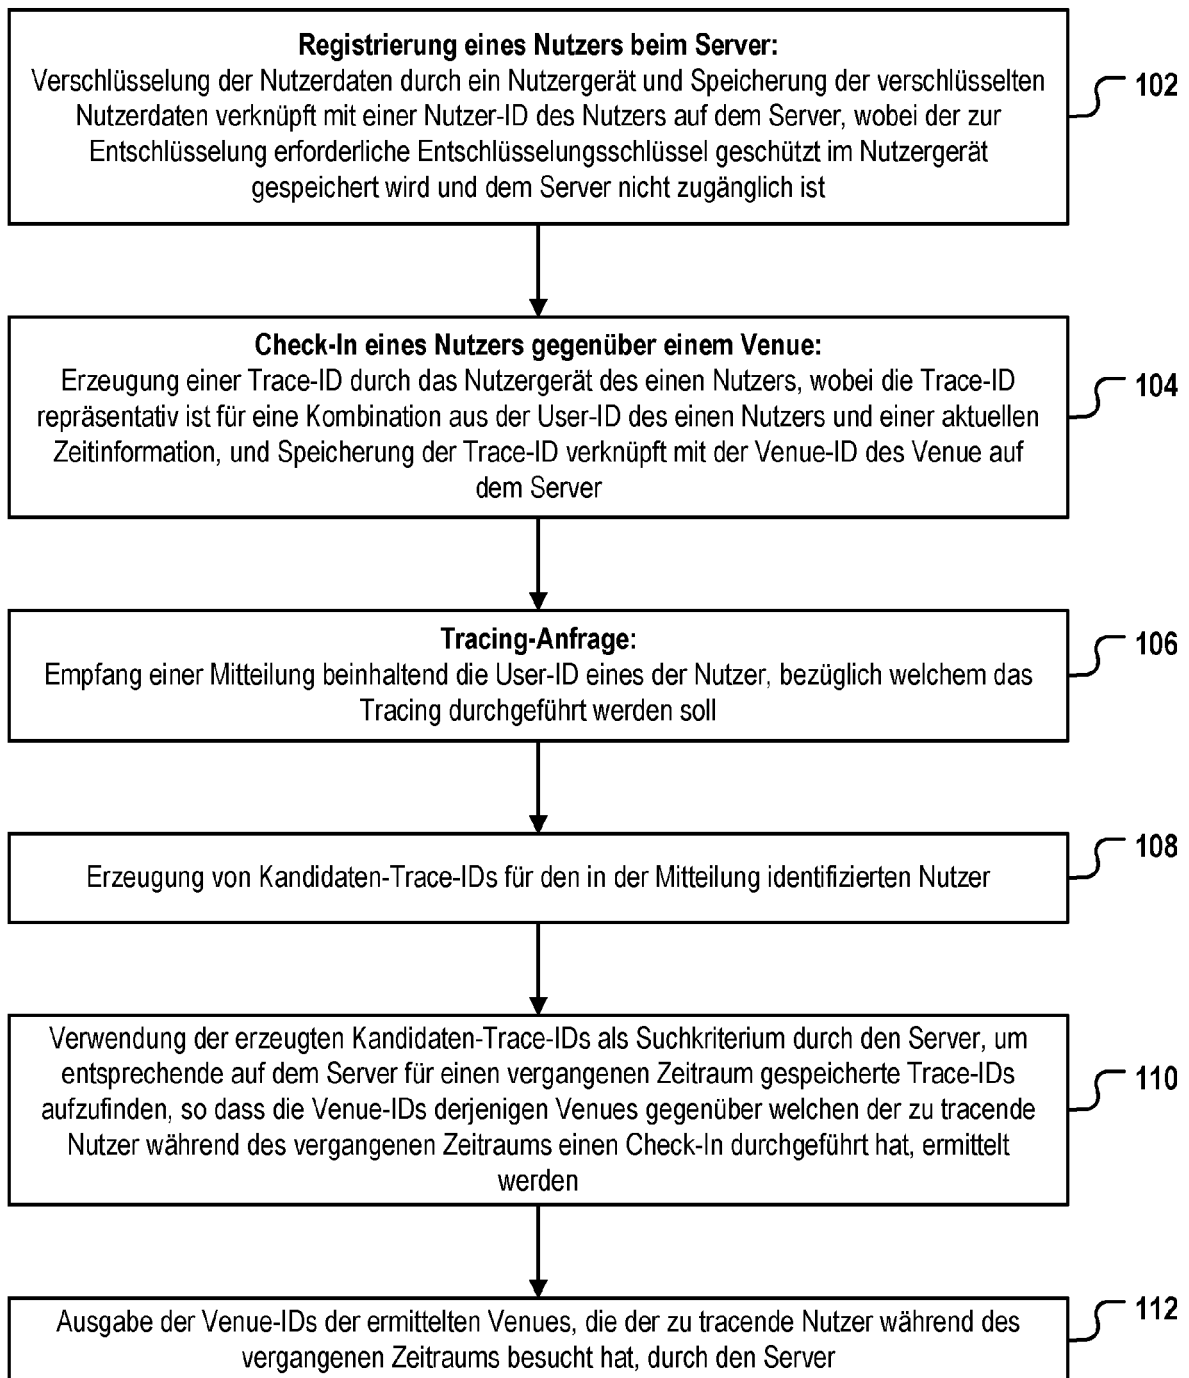 Registrierung eines Nutzers beim Server:
Verschlüsselung der Nutzerdaten durch ein Nutzergerät und Speicherung der verschlüsselten
Nutzerdaten verknüpft mit einer Nutzer-ID des Nutzers auf dem Server, wobei der zur
Entschlüsselung erforderliche Entschlüsselungsschlüssel geschützt im Nutzergerät
gespeichert wird und dem Server nicht zugänglich ist
102
Check-In eines Nutzers gegenüber einem Venue:
Erzeugung einer Trace-ID durch das Nutzergerät des einen Nutzers, wobei die Trace-ID
repräsentativ ist für eine Kombination aus der User-ID des einen Nutzers und einer aktuellen
Zeitinformation, und Speicherung der Trace-ID verknüpft mit der Venue-ID des Venue auf
dem Server
104
Tracing-Anfrage:
Empfang einer Mitteilung beinhaltend die User-ID eines der Nutzer, bezüglich welchem das
Tracing durchgeführt werden soll
106
Erzeugung von Kandidaten-Trace-IDs für den in der Mitteilung identifizierten Nutzer
108
Verwendung der erzeugten Kandidaten-Trace-IDs als Suchkriterium durch den Server, um
entsprechende auf dem Server für einen vergangenen Zeitraum gespeicherte Trace-IDs
aufzufinden, so dass die Venue-IDs derjenigen Venues gegenüber welchen der zu tracende
Nutzer während des vergangenen Zeitraums einen Check-In durchgeführt hat, ermittelt
werden
110
Ausgabe der Venue-IDs der ermittelten Venues, die der zu tracende Nutzer während des
vergangenen Zeitraums besucht hat, durch den Server
112